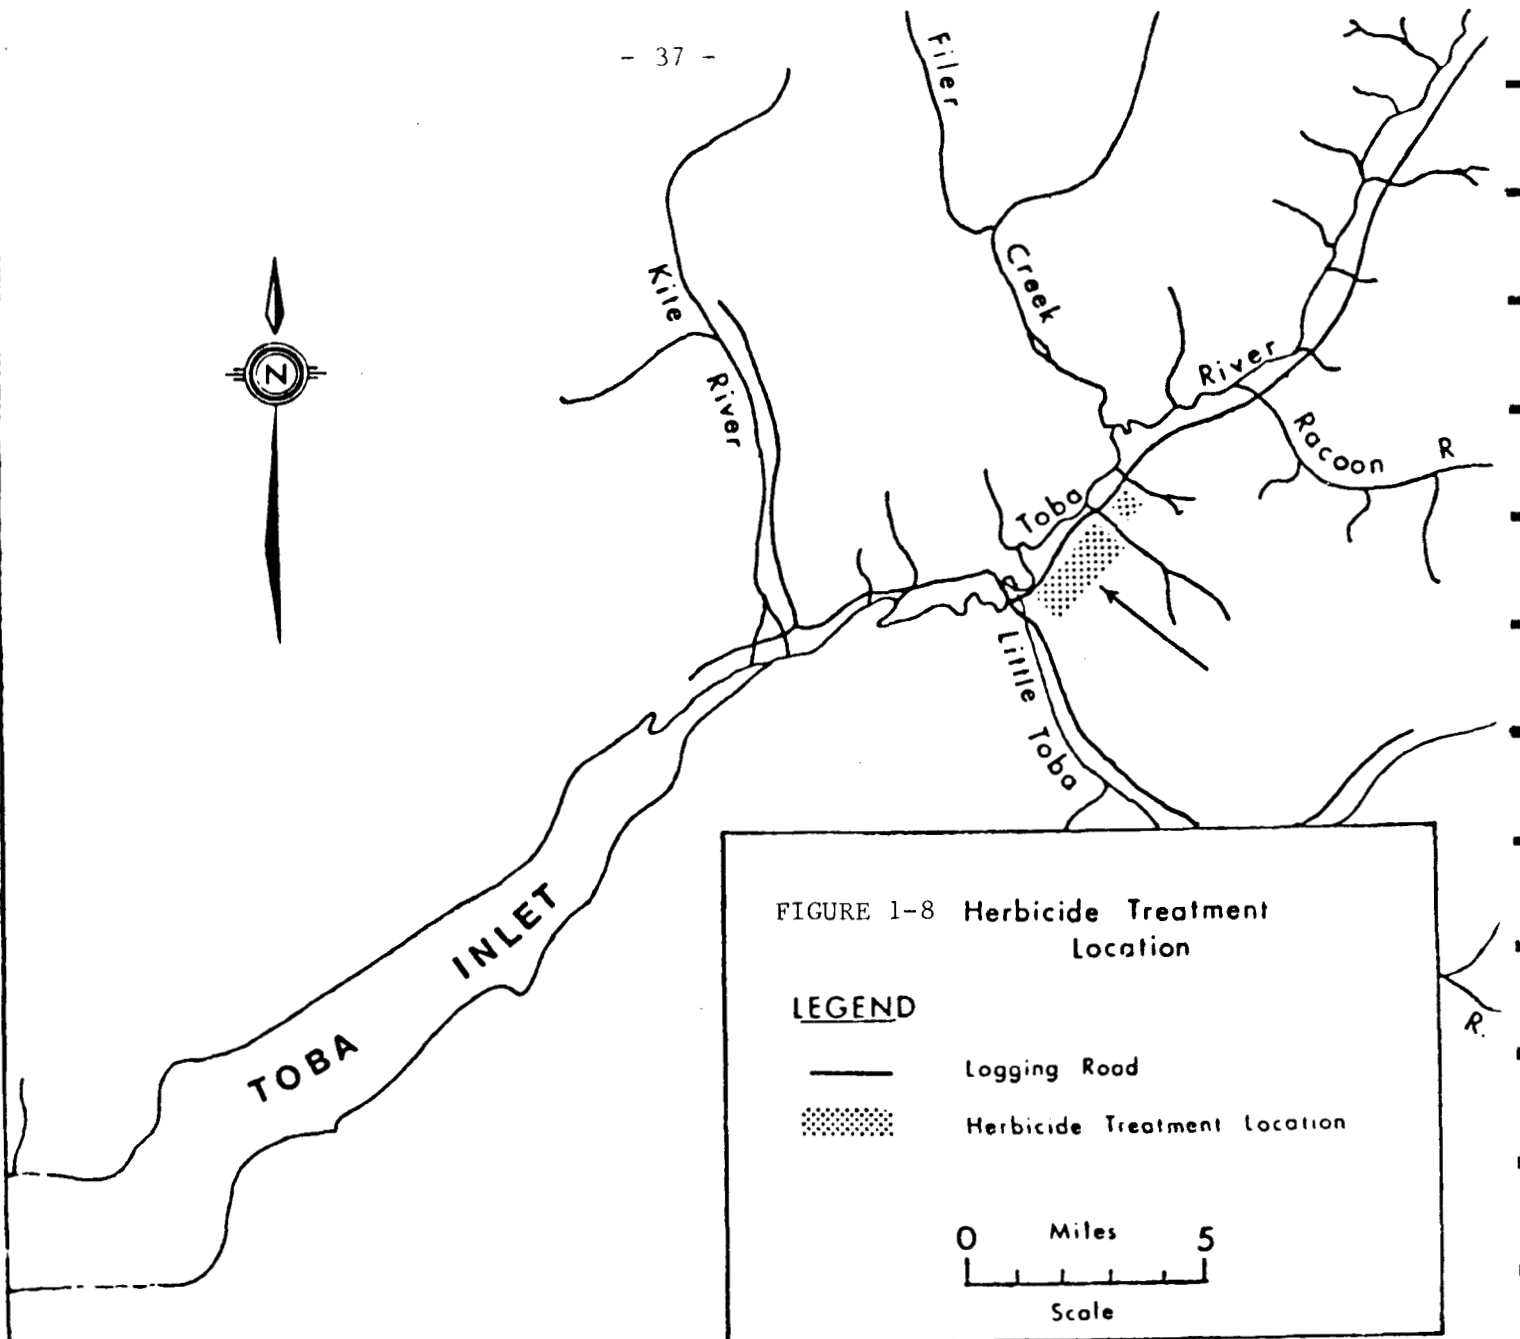 - 37 -
Filer
Creek
Kite
River
N
River
Racoon R
Toba
Little Toba
TOBA INLET
FIGURE 1-8 Herbicide Treatment
Location
LEGEND
Logging Road
Herbicide Treatment Location
0 Miles 5
Scale
R.